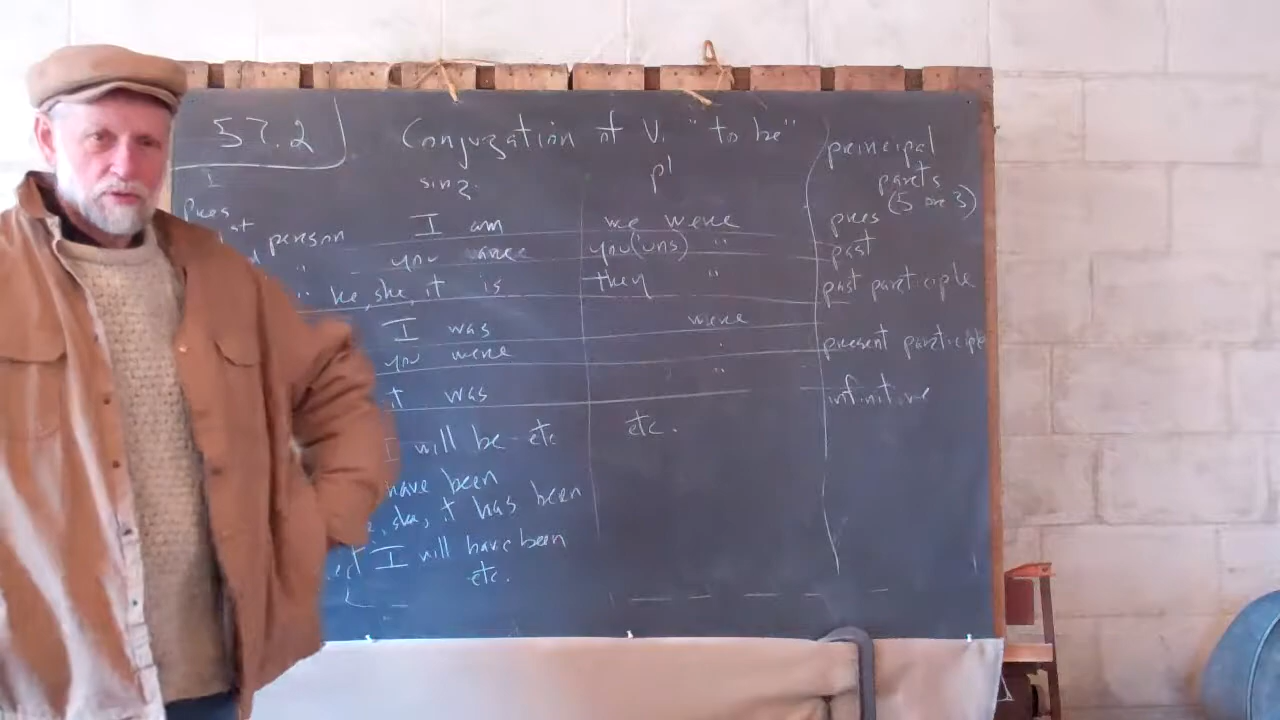 57.2
Conjugation of V. "to be"
sing. pl
I
pres
1st person I am we were
" you are you('uns) "
" he, she, it is they "
I was were
you were "
it was "
I will be etc etc.
have been
she, it has been
I will have been
etc.
principal
parts
(5 or 3)
pres
past
past participle
present participle
infinitive